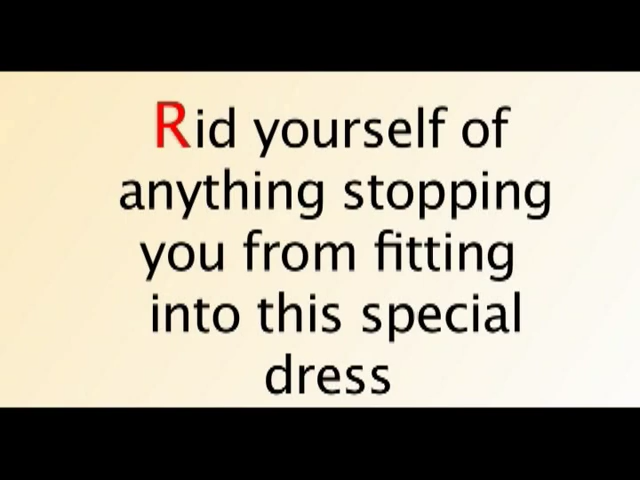 Rid yourself of
anything stopping
you from fitting
into this special
dress